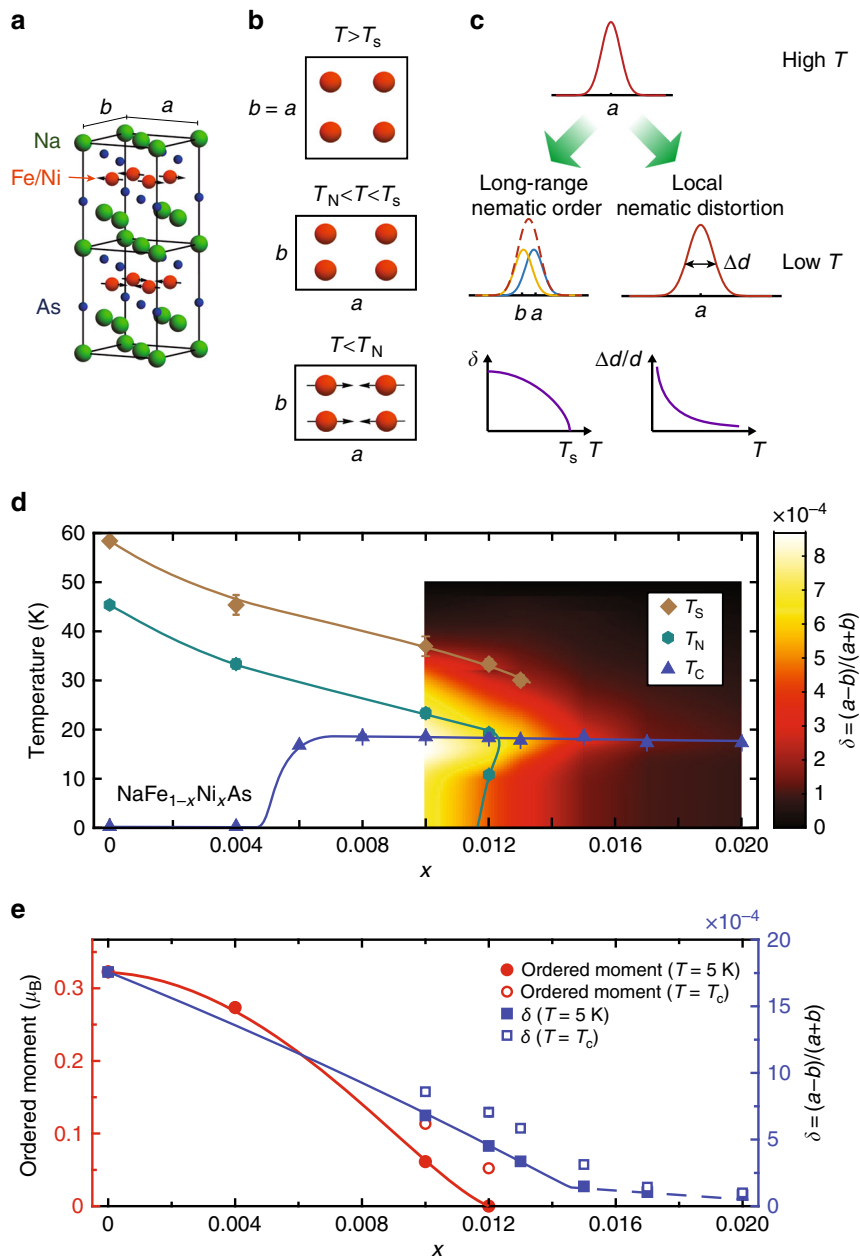 a
b
a
Na
Fe/Ni
As
b
T>Ts
b = a
TN<T<Ts
b
a
T<TN
b
a
c
High T
a
Long-range
nematic order
Local
nematic distortion
Δd
Low T
b a
a
δ
Ts T
Δd/d
T
d
×10⁻⁴
60
50
40
30
20
10
0
Temperature (K)
TS
TN
TC
NaFe1−xNixAs
0 0.004 0.008 0.012 0.016 0.020
x
8
7
6
5
4
3
2
1
0
δ = (a−b)/(a+b)
e
×10⁻⁴
0.3
0.2
0.1
0
Ordered moment (μB)
Ordered moment (T = 5 K)
Ordered moment (T = Tc)
δ (T = 5 K)
δ (T = Tc)
20
15
10
5
0
δ = (a−b)/(a+b)
0 0.004 0.008 0.012 0.016 0.020
x